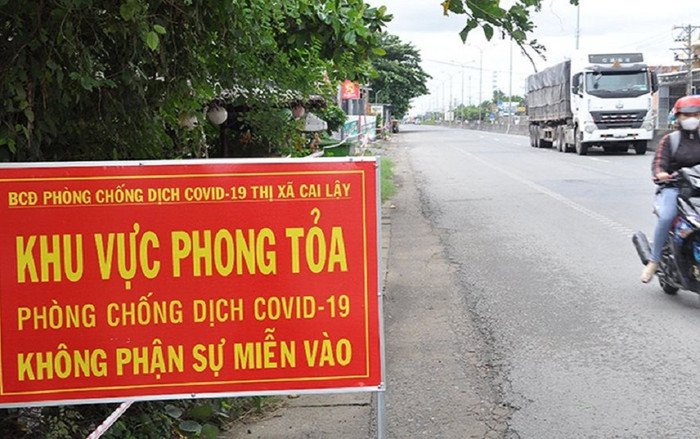 BCĐ PHÒNG CHỐNG DỊCH COVID-19 THỊ XÃ CAI LẬY
KHU VỰC PHONG TỎA
PHÒNG CHỐNG DỊCH COVID-19
KHÔNG PHẬN SỰ MIỄN VÀO